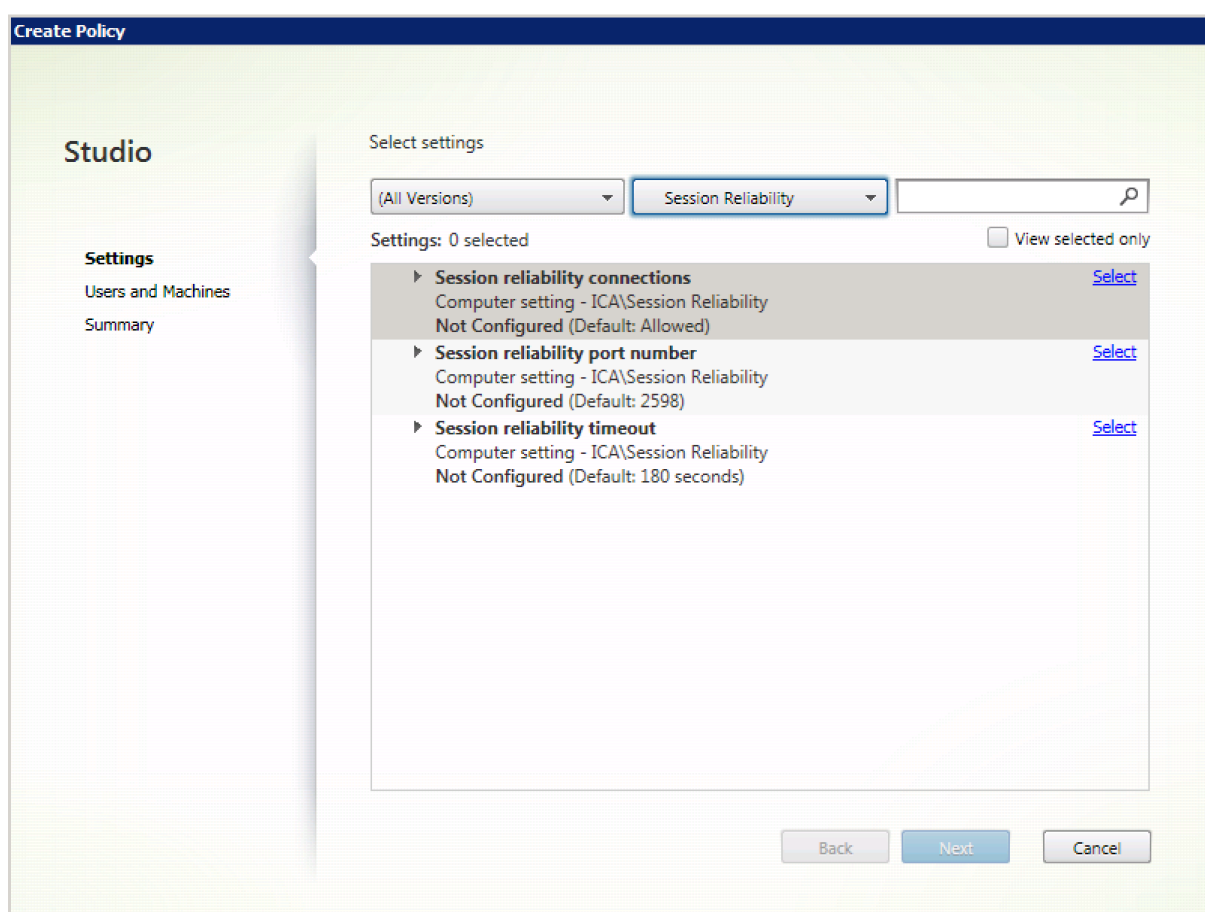 Create Policy
Studio
Select settings
(All Versions)
Session Reliability
Settings: 0 selected
View selected only
Settings
Users and Machines
Summary
Session reliability connections
Select
Computer setting - ICA\Session Reliability
Not Configured (Default: Allowed)
Session reliability port number
Select
Computer setting - ICA\Session Reliability
Not Configured (Default: 2598)
Session reliability timeout
Select
Computer setting - ICA\Session Reliability
Not Configured (Default: 180 seconds)
Back
Next
Cancel